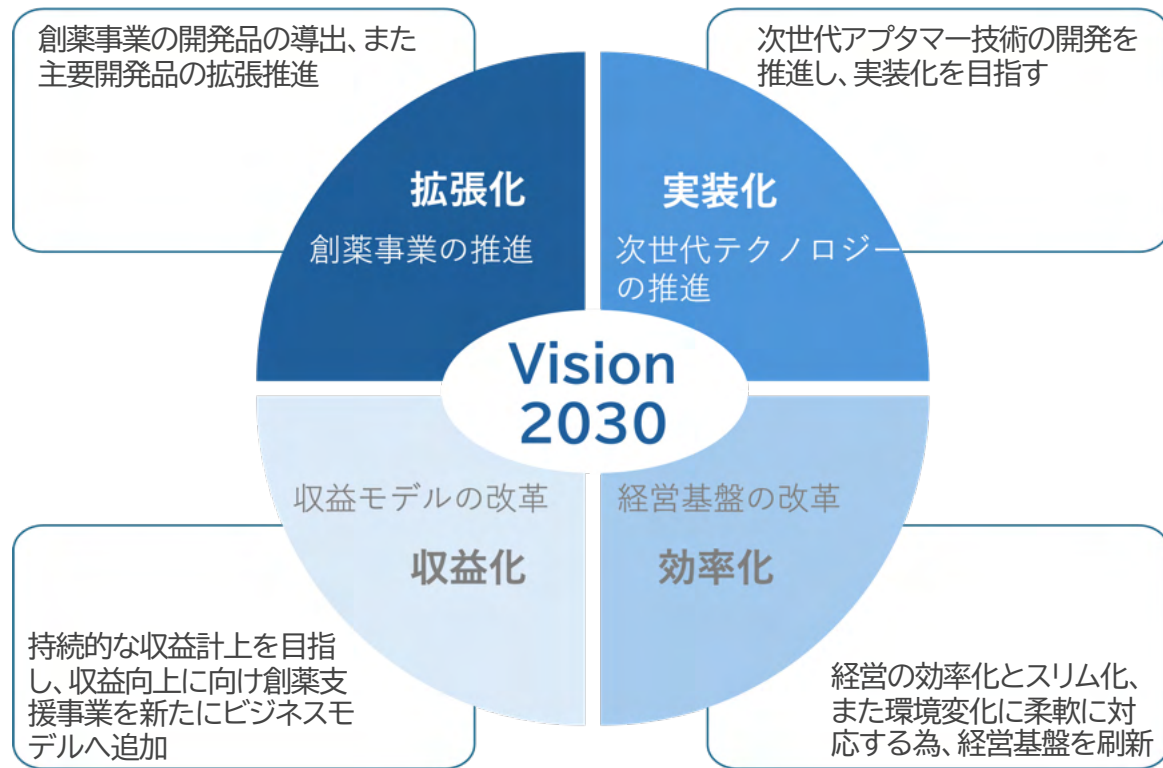 創薬事業の開発品の導出、また
主要開発品の拡張推進
次世代アプタマー技術の開発を
推進し、実装化を目指す
拡張化
創薬事業の推進
実装化
次世代テクノロジー
の推進
Vision
2030
収益モデルの改革
収益化
経営基盤の改革
効率化
持続的な収益計上を目指
し、収益向上に向け創薬支
援事業を新たにビジネスモ
デルへ追加
経営の効率化とスリム化、
また環境変化に柔軟に対
応する為、経営基盤を刷新